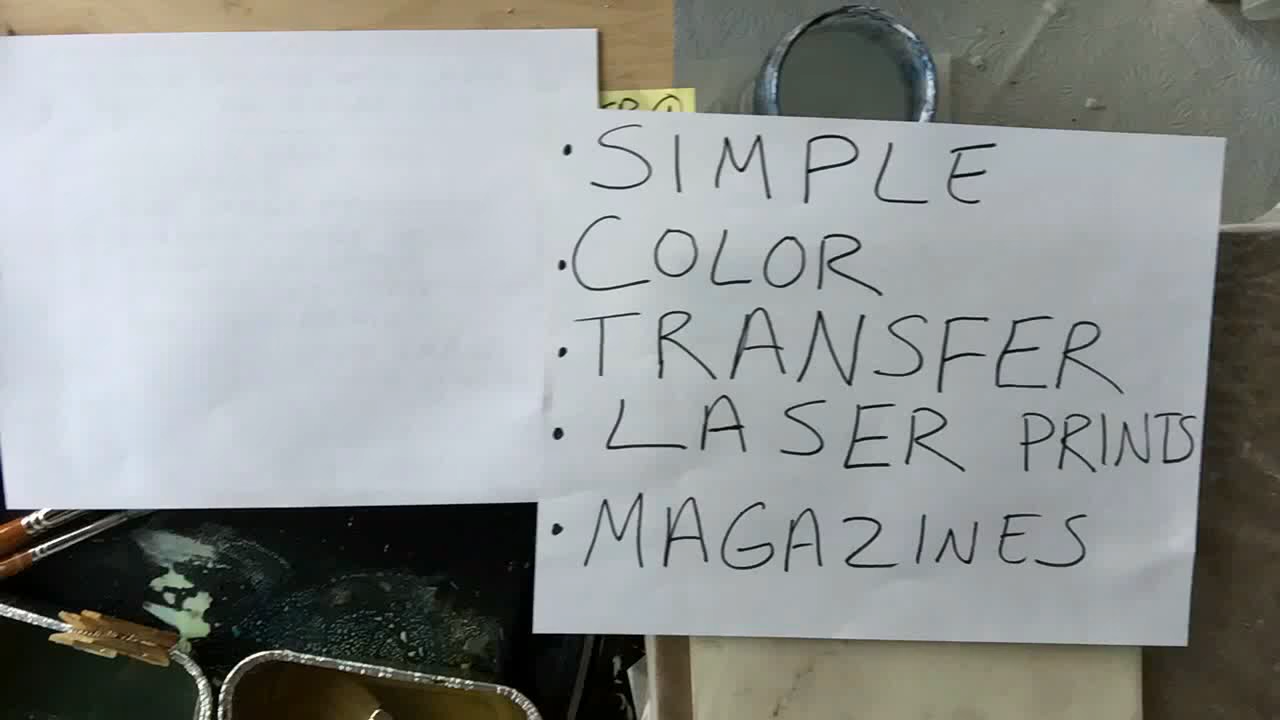 • SIMPLE
• COLOR
• TRANSFER
• LASER PRINTS
• MAGAZINES